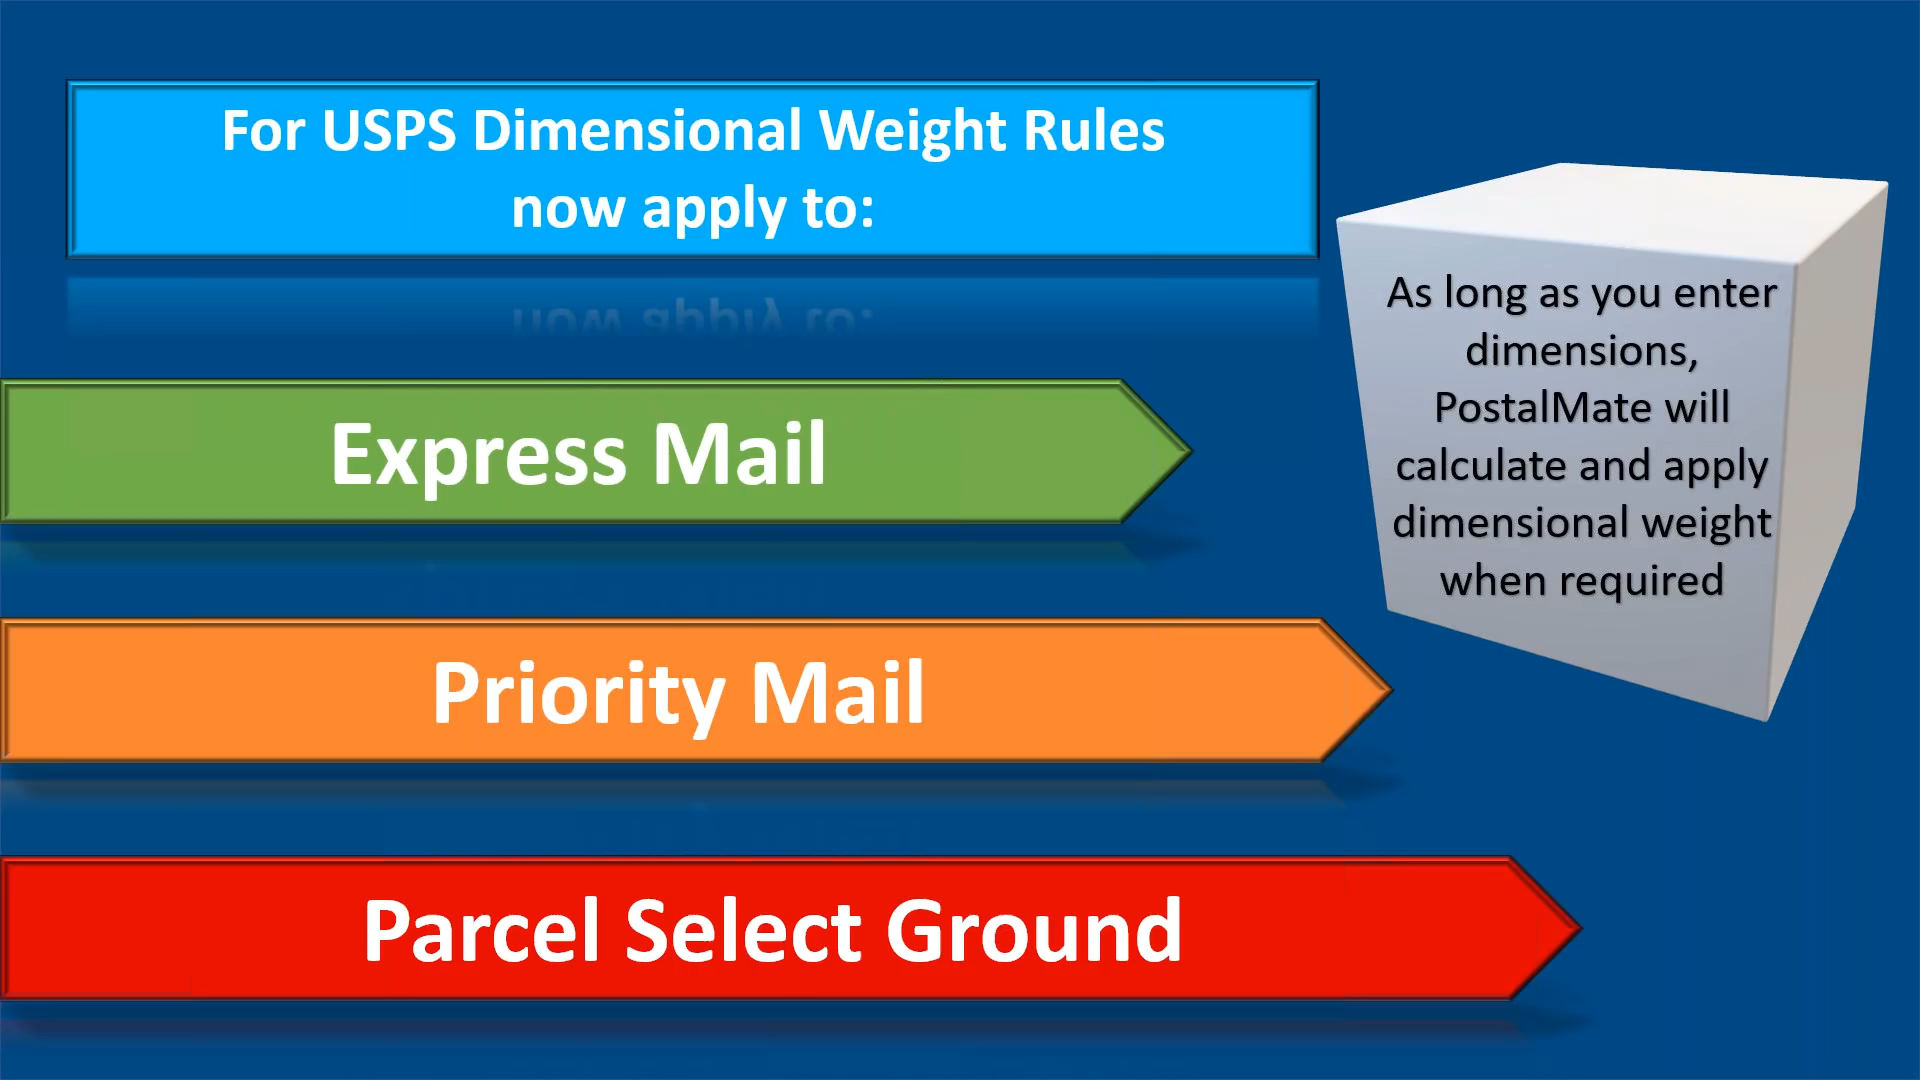 For USPS Dimensional Weight Rules
now apply to:
Express Mail
Priority Mail
Parcel Select Ground
As long as you enter
dimensions,
PostalMate will
calculate and apply
dimensional weight
when required